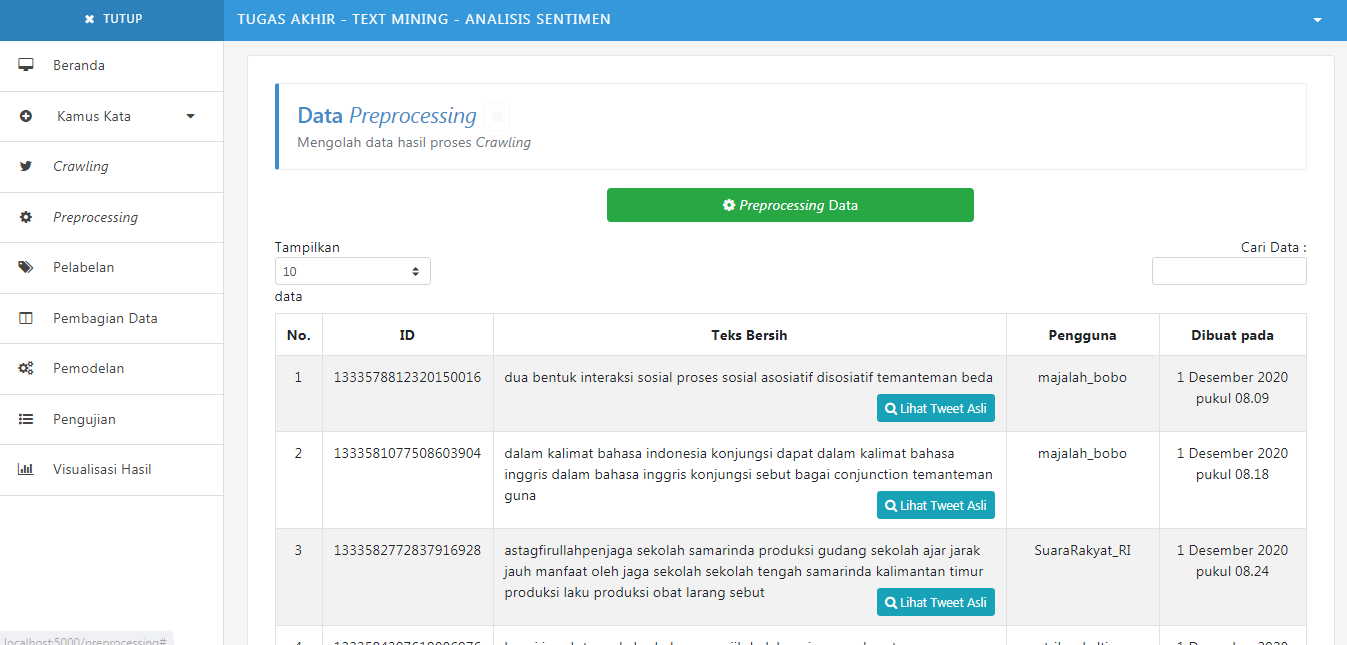 TUTUP
TUGAS AKHIR - TEXT MINING - ANALISIS SENTIMEN
Beranda
Kamus Kata
Crawling
Preprocessing
Pelabelan
Pembagian Data
Pemodelan
Pengujian
Visualisasi Hasil
Data Preprocessing
Mengolah data hasil proses Crawling
Preprocessing Data
Tampilkan
10
data
Cari Data :
No. ID Teks Bersih Pengguna Dibuat pada
1 1333578812320150016 dua bentuk interaksi sosial proses sosial asosiatif disosiatif temanteman beda majalah_bobo 1 Desember 2020
pukul 08.09
Lihat Tweet Asli
2 1333581077508603904 dalam kalimat bahasa indonesia konjungsi dapat dalam kalimat bahasa majalah_bobo 1 Desember 2020
inggris dalam bahasa inggris konjungsi sebut bagai conjunction temanteman pukul 08.18
guna
Lihat Tweet Asli
3 1333582772837916928 astagfirullahpenjaga sekolah samarinda produksi gudang sekolah ajar jarak SuaraRakyat_RI 1 Desember 2020
jauh manfaat oleh jaga sekolah sekolah tengah samarinda kalimantan timur pukul 08.24
produksi laku produksi obat larang sebut
Lihat Tweet Asli
localhost:5000/preprocessing#